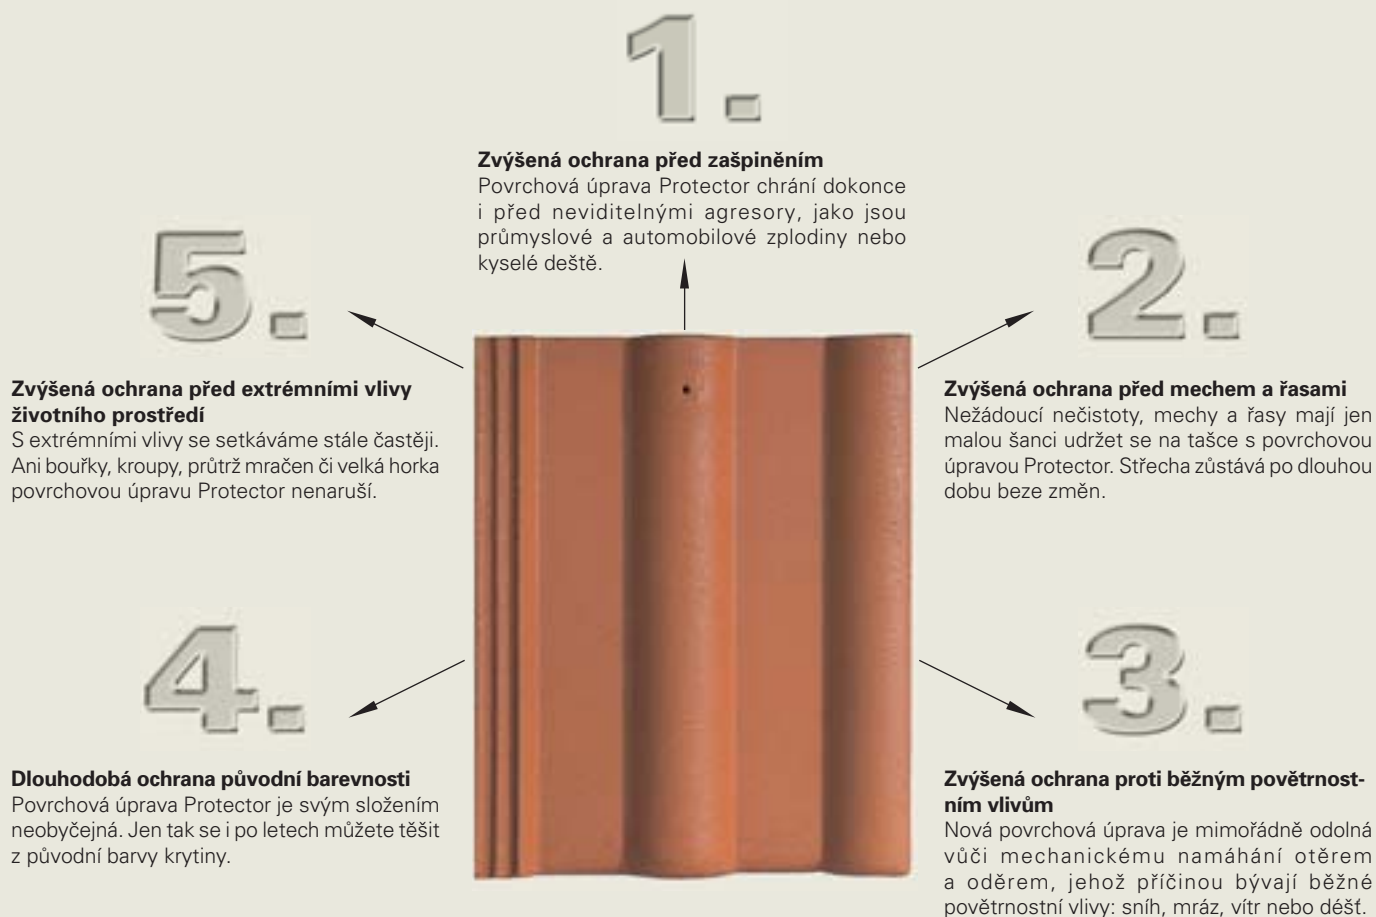 1.
Zvýšená ochrana před zašpiněním
Povrchová úprava Protector chrání dokonce
i před neviditelnými agresory, jako jsou
průmyslové a automobilové zplodiny nebo
kyselé deště.
2.
Zvýšená ochrana před mechem a řasami
Nežádoucí nečistoty, mechy a řasy mají jen
malou šanci udržet se na tašce s povrchovou
úpravou Protector. Střecha zůstává po dlouhou
dobu beze změn.
3.
Zvýšená ochrana proti běžným povětrnost-
ním vlivům
Nová povrchová úprava je mimořádně odolná
vůči mechanickému namáhání otěrem
a oděrem, jehož příčinou bývají běžné
povětrnostní vlivy: sníh, mráz, vítr nebo déšť.
4.
Dlouhodobá ochrana původní barevnosti
Povrchová úprava Protector je svým složením
neobyčejná. Jen tak se i po letech můžete těšit
z původní barvy krytiny.
5.
Zvýšená ochrana před extrémními vlivy
životního prostředí
S extrémními vlivy se setkáváme stále častěji.
Ani bouřky, kroupy, průtrž mračen či velká horka
povrchovou úpravu Protector nenaruší.